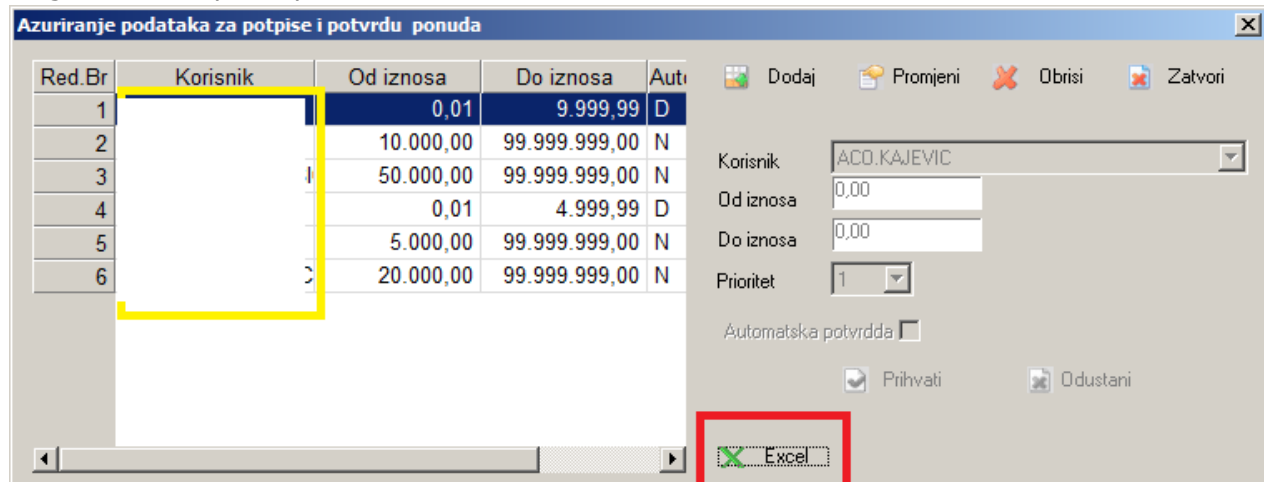 Azuriranje podataka za potpise i potvrdu ponuda
Red.Br Korisnik Od iznosa Do iznosa
1 0,01 9.999,99 D
2 10.000,00 99.999.999,00 N
3 50.000,00 99.999.999,00 N
4 0,01 4.999,99 D
5 5.000,00 99.999.999,00 N
6 20.000,00 99.999.999,00 N
Dodaj Promjeni Obrisi Zatvori
Korisnik ACO.KAJEVIC
Od iznosa 0,00
Do iznosa 0,00
Prioritet 1
Automatska potvrdda
Prihvati Odustani
Excel